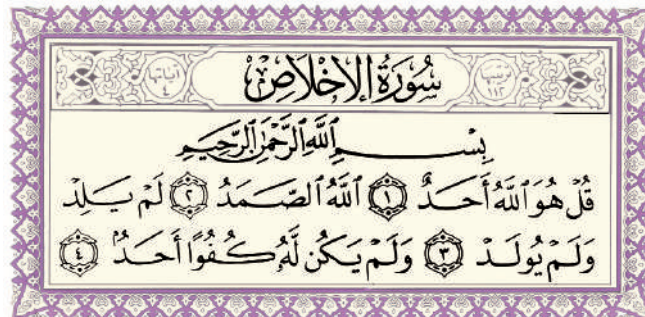 ترتيبها ١١٢ سُورَةُ الإِخْلَاصِ آياتها ٤
بِسْمِ ٱللَّهِ ٱلرَّحْمَٰنِ ٱلرَّحِيمِ
قُلْ هُوَ ٱللَّهُ أَحَدٌ ١ ٱللَّهُ ٱلصَّمَدُ ٢ لَمْ يَلِدْ
وَلَمْ يُولَدْ ٣ وَلَمْ يَكُن لَّهُۥ كُفُوًا أَحَدٌۢ ٤